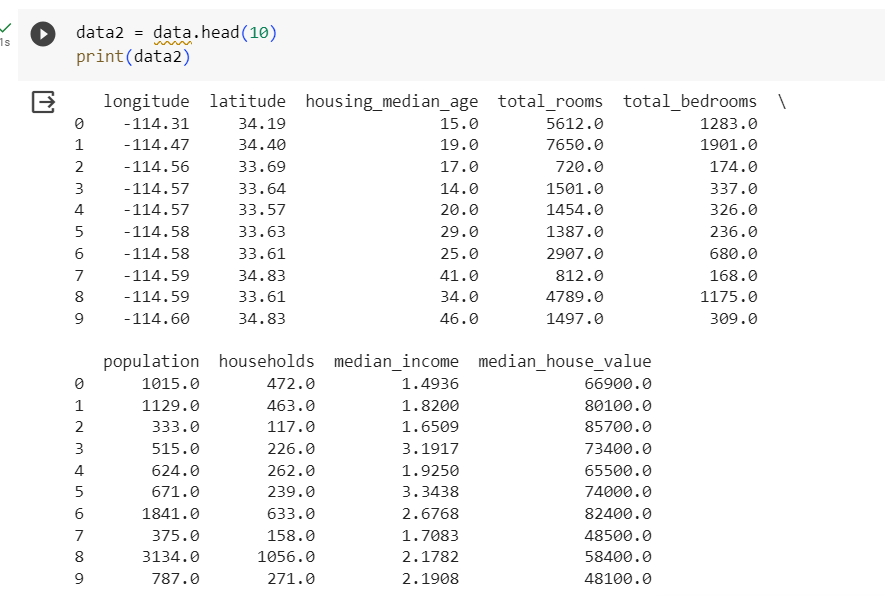 1s
data2 = data.head(10)
print(data2)
longitude latitude housing_median_age total_rooms total_bedrooms \
0 -114.31 34.19 15.0 5612.0 1283.0
1 -114.47 34.40 19.0 7650.0 1901.0
2 -114.56 33.69 17.0 720.0 174.0
3 -114.57 33.64 14.0 1501.0 337.0
4 -114.57 33.57 20.0 1454.0 326.0
5 -114.58 33.63 29.0 1387.0 236.0
6 -114.58 33.61 25.0 2907.0 680.0
7 -114.59 34.83 41.0 812.0 168.0
8 -114.59 33.61 34.0 4789.0 1175.0
9 -114.60 34.83 46.0 1497.0 309.0
population households median_income median_house_value
0 1015.0 472.0 1.4936 66900.0
1 1129.0 463.0 1.8200 80100.0
2 333.0 117.0 1.6509 85700.0
3 515.0 226.0 3.1917 73400.0
4 624.0 262.0 1.9250 65500.0
5 671.0 239.0 3.3438 74000.0
6 1841.0 633.0 2.6768 82400.0
7 375.0 158.0 1.7083 48500.0
8 3134.0 1056.0 2.1782 58400.0
9 787.0 271.0 2.1908 48100.0